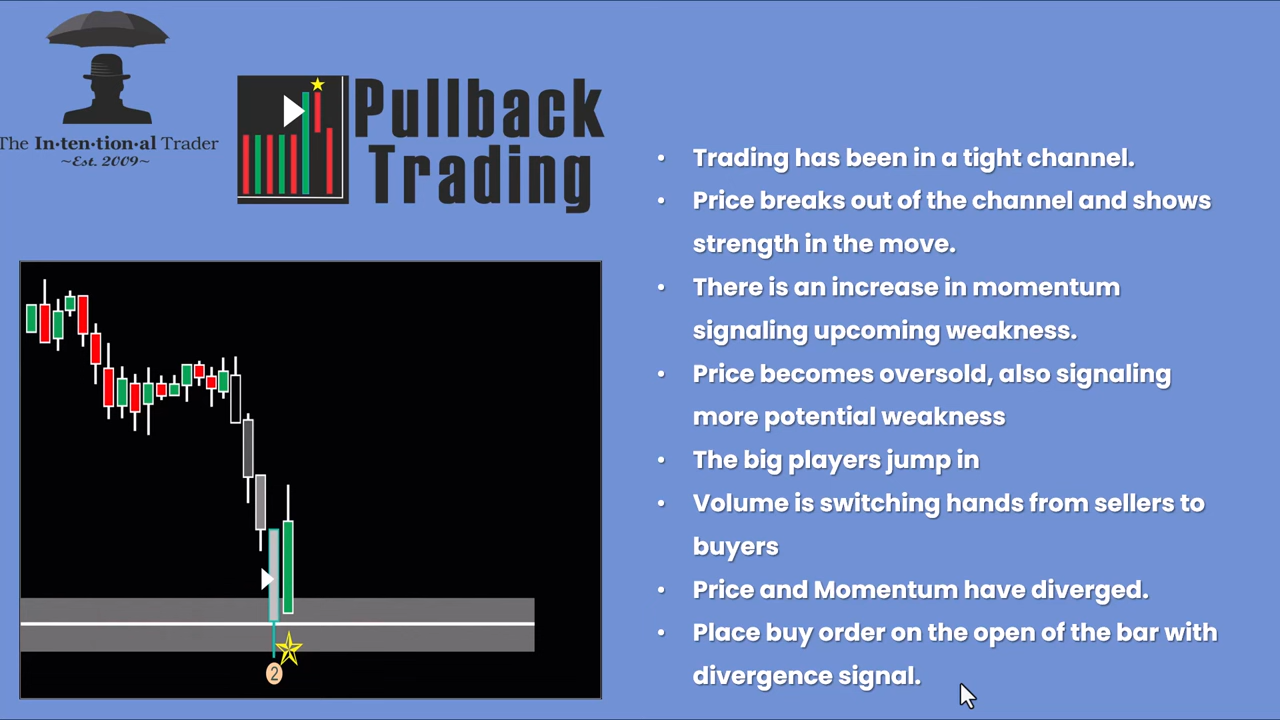 The In·ten·tion·al Trader
~Est. 2009~
Pullback
Trading
• Trading has been in a tight channel.
• Price breaks out of the channel and shows
strength in the move.
• There is an increase in momentum
signaling upcoming weakness.
• Price becomes oversold, also signaling
more potential weakness
• The big players jump in
• Volume is switching hands from sellers to
buyers
• Price and Momentum have diverged.
• Place buy order on the open of the bar with
divergence signal.
2